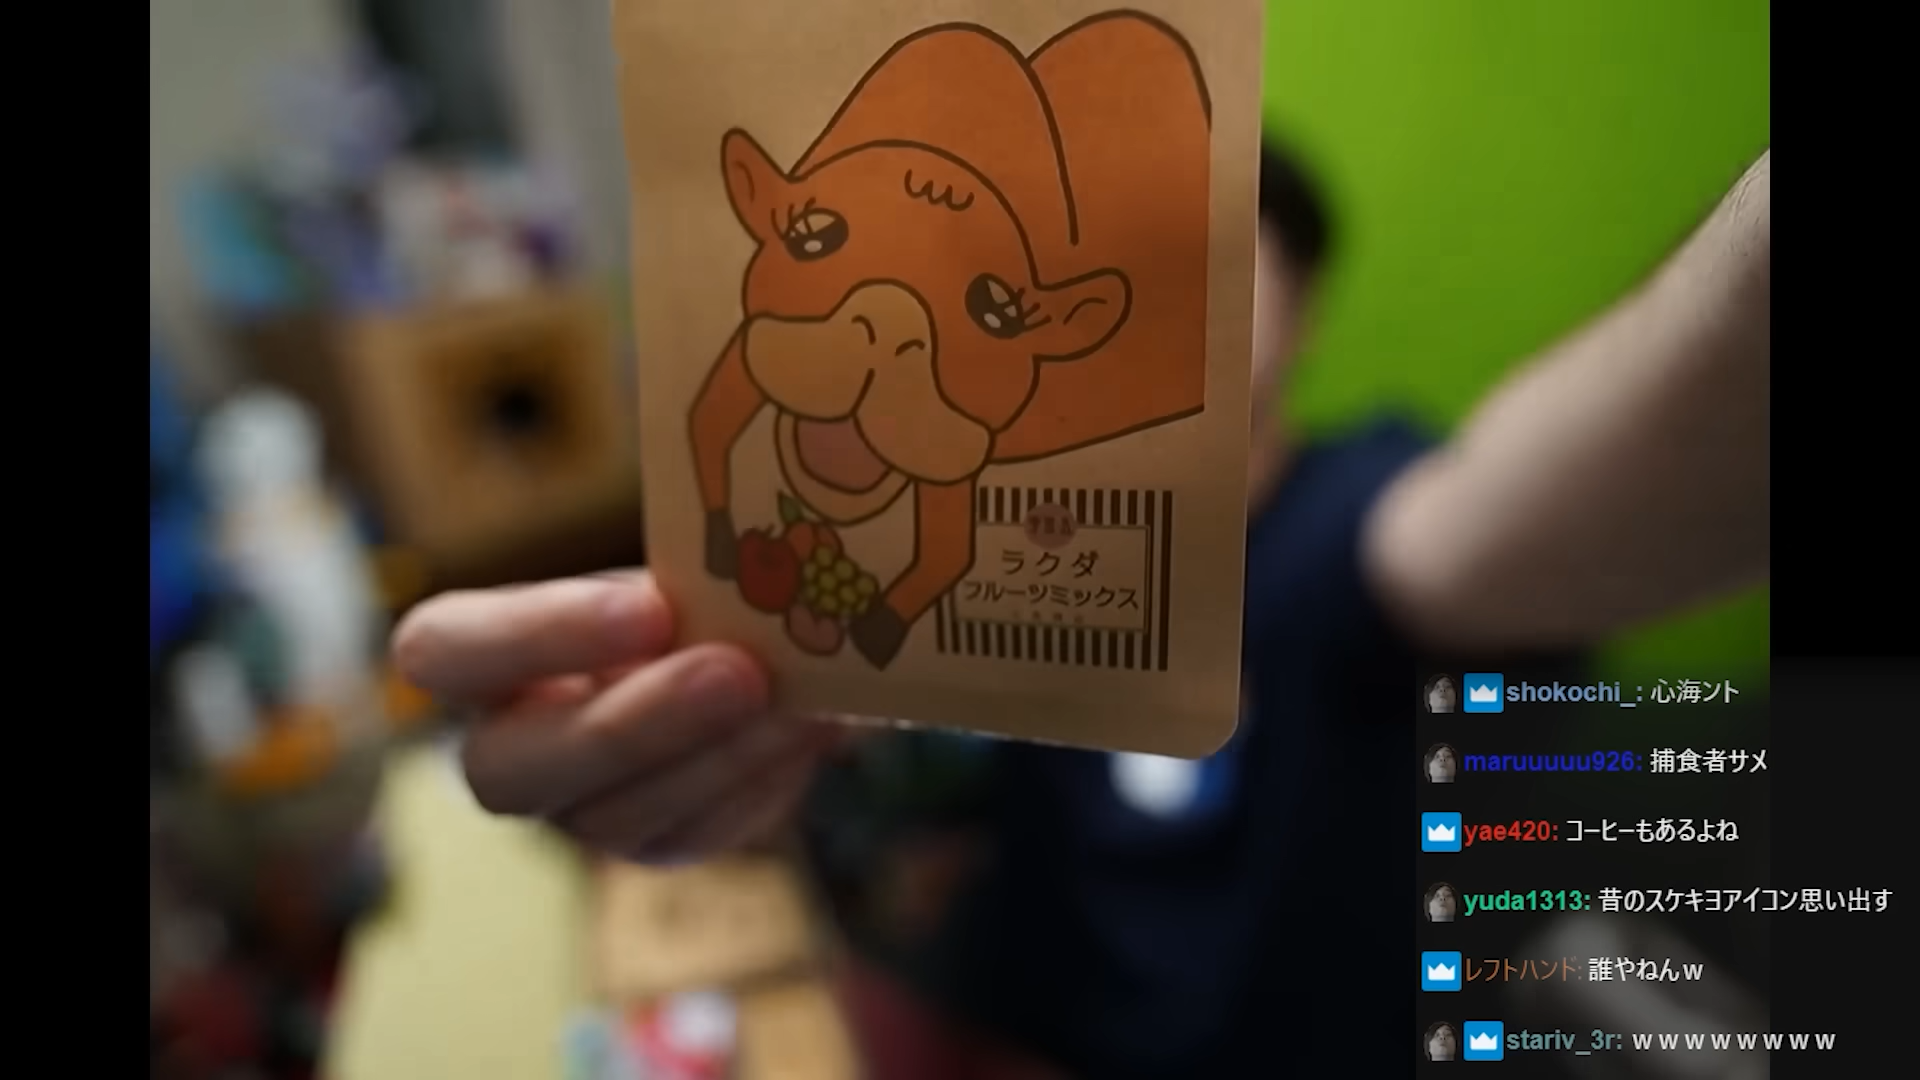 ラクダ
フルーツミックス
shokochi_: 心海ント
maruuuuu926: 捕食者サメ
yae420: コーヒーもあるよね
yuda1313: 昔のスケキヨアイコン思い出す
レフトハンド: 誰やねんｗ
stariv_3r: ｗｗｗｗｗｗｗｗ